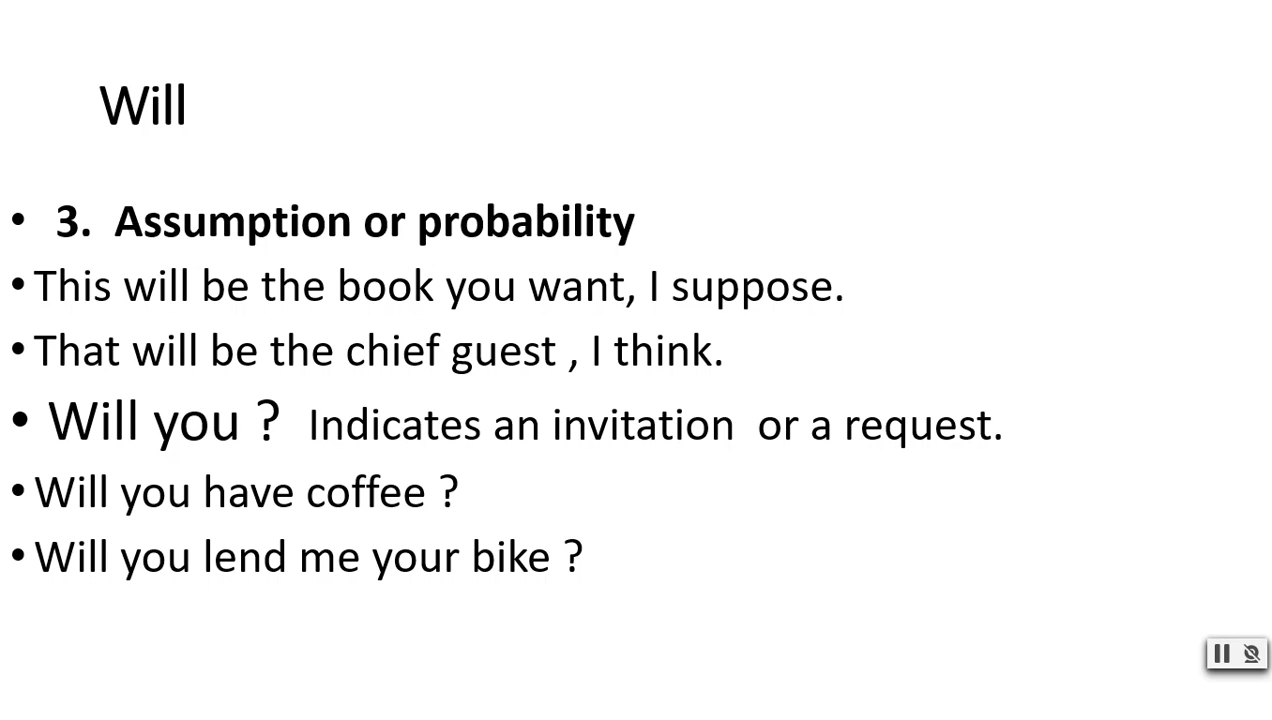 Will
• 3. Assumption or probability
• This will be the book you want, I suppose.
• That will be the chief guest , I think.
• Will you ? Indicates an invitation or a request.
• Will you have coffee ?
• Will you lend me your bike ?